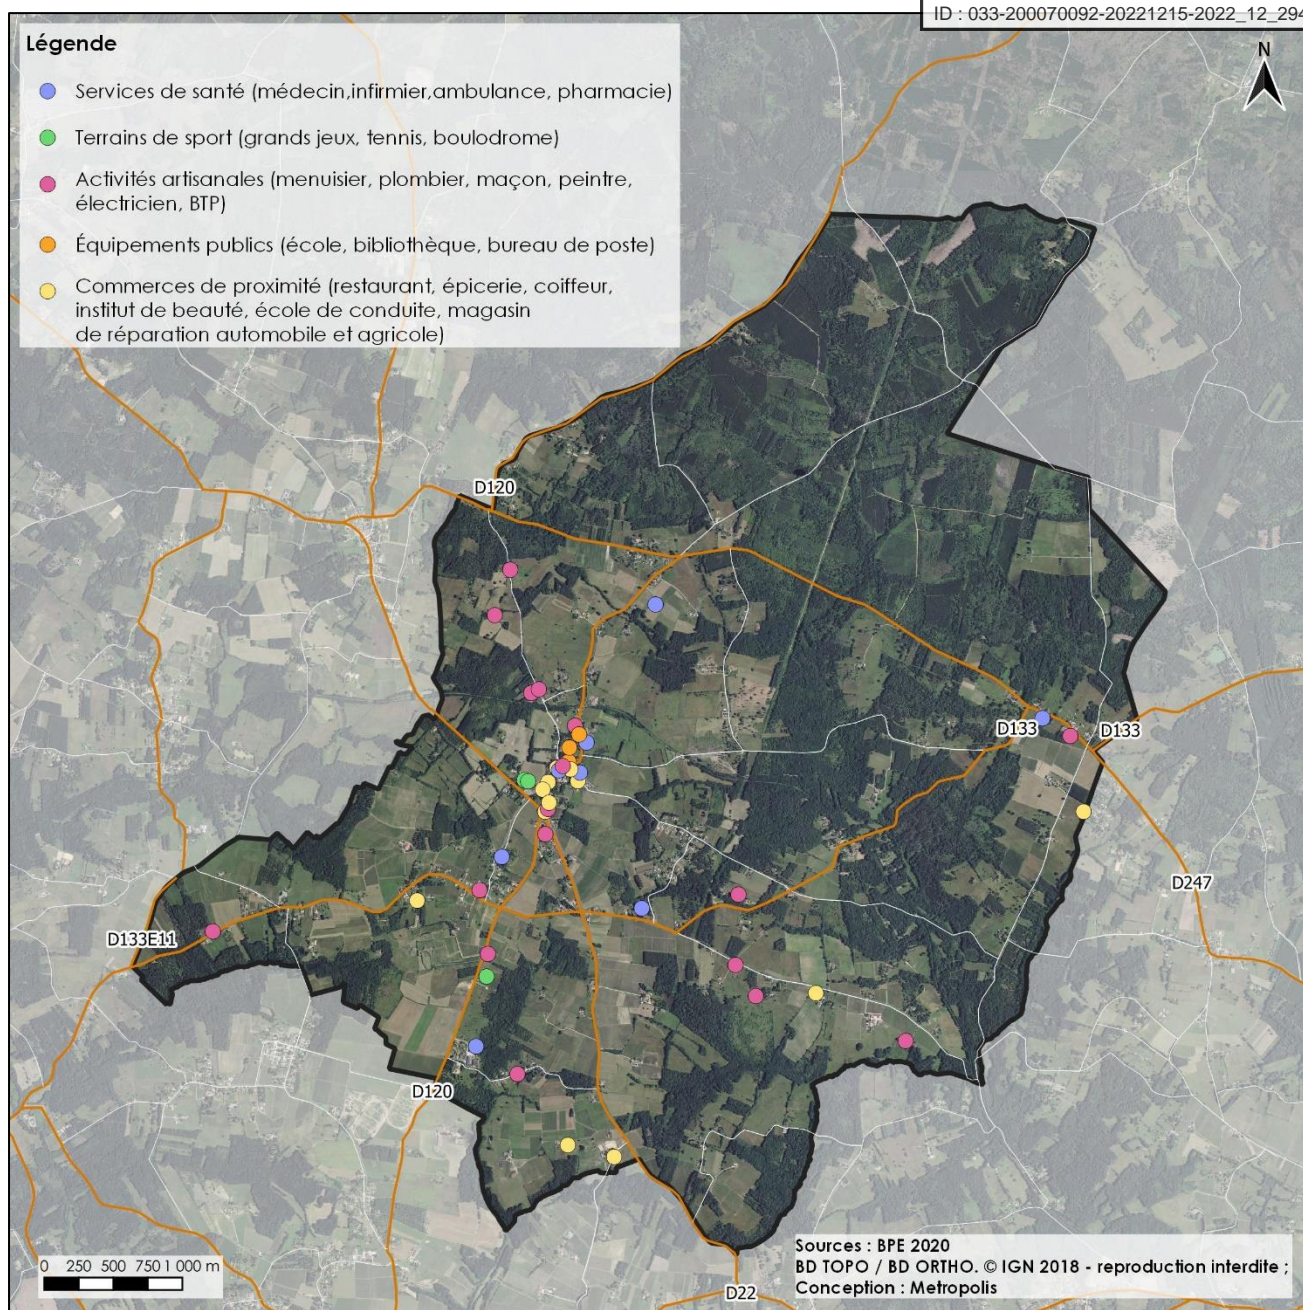 ID : 033-200070092-20221215-2022_12_294
Légende
N
Services de santé (médecin,infirmier,ambulance, pharmacie)
Terrains de sport (grands jeux, tennis, boulodrome)
Activités artisanales (menuisier, plombier, maçon, peintre,
électricien, BTP)
Équipements publics (école, bibliothèque, bureau de poste)
Commerces de proximité (restaurant, épicerie, coiffeur,
institut de beauté, école de conduite, magasin
de réparation automobile et agricole)
D120
D133
D133
D247
D133E11
D120
0 250 500 750 1 000 m
Sources : BPE 2020
BD TOPO / BD ORTHO. © IGN 2018 - reproduction interdite ;
Conception : Metropolis
D22